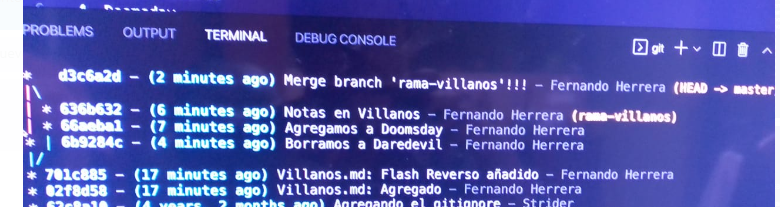 Doomsday
PROBLEMS OUTPUT TERMINAL DEBUG CONSOLE git
* d3c6a2d – (2 minutes ago) Merge branch 'rama-villanos'!!! – Fernando Herrera (HEAD -> master
|\
| * 636b632 – (6 minutes ago) Notas en Villanos – Fernando Herrera (rama-villanos)
| * 66aeba1 – (7 minutes ago) Agregamos a Doomsday – Fernando Herrera
* | 6b9284c – (4 minutes ago) Borramos a Daredevil – Fernando Herrera
|/
* 701c885 – (17 minutes ago) Villanos.md: Flash Reverso añadido – Fernando Herrera
* 02f8d58 – (17 minutes ago) Villanos.md: Agregado – Fernando Herrera
* 62c8a10 – (4 years, 2 months ago) Agregando el gitignore – Strider